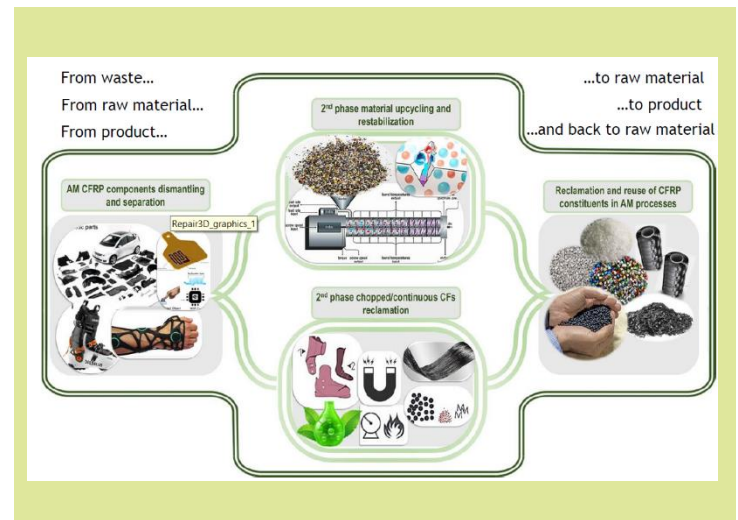 From waste…
From raw material…
From product…
…to raw material
…to product
…and back to raw material
2nd phase material upcycling and
restabilization
AM CFRP components dismantling
and separation
Repair3D_graphics_1
parts
Reclamation and reuse of CFRP
constituents in AM processes
2nd phase chopped/continuous CFs
reclamation